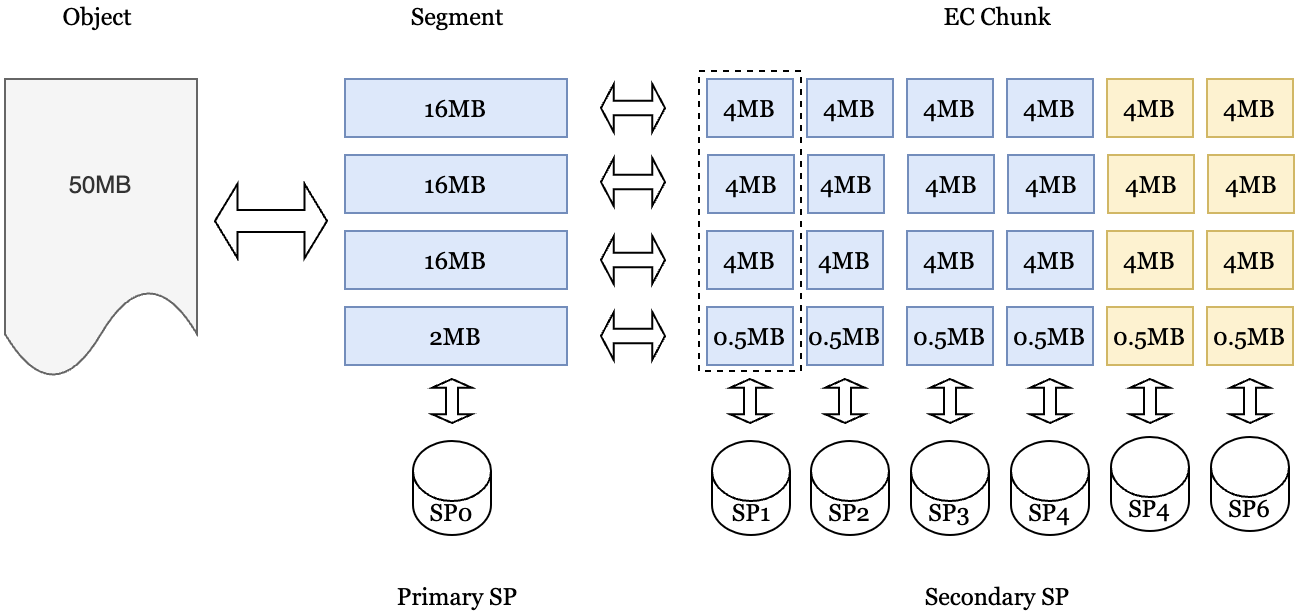 Object Segment EC Chunk
16MB 4MB 4MB 4MB 4MB 4MB 4MB
50MB 16MB 4MB 4MB 4MB 4MB 4MB 4MB
16MB 4MB 4MB 4MB 4MB 4MB 4MB
2MB 0.5MB 0.5MB 0.5MB 0.5MB 0.5MB 0.5MB
SP0 SP1 SP2 SP3 SP4 SP4 SP6
Primary SP Secondary SP